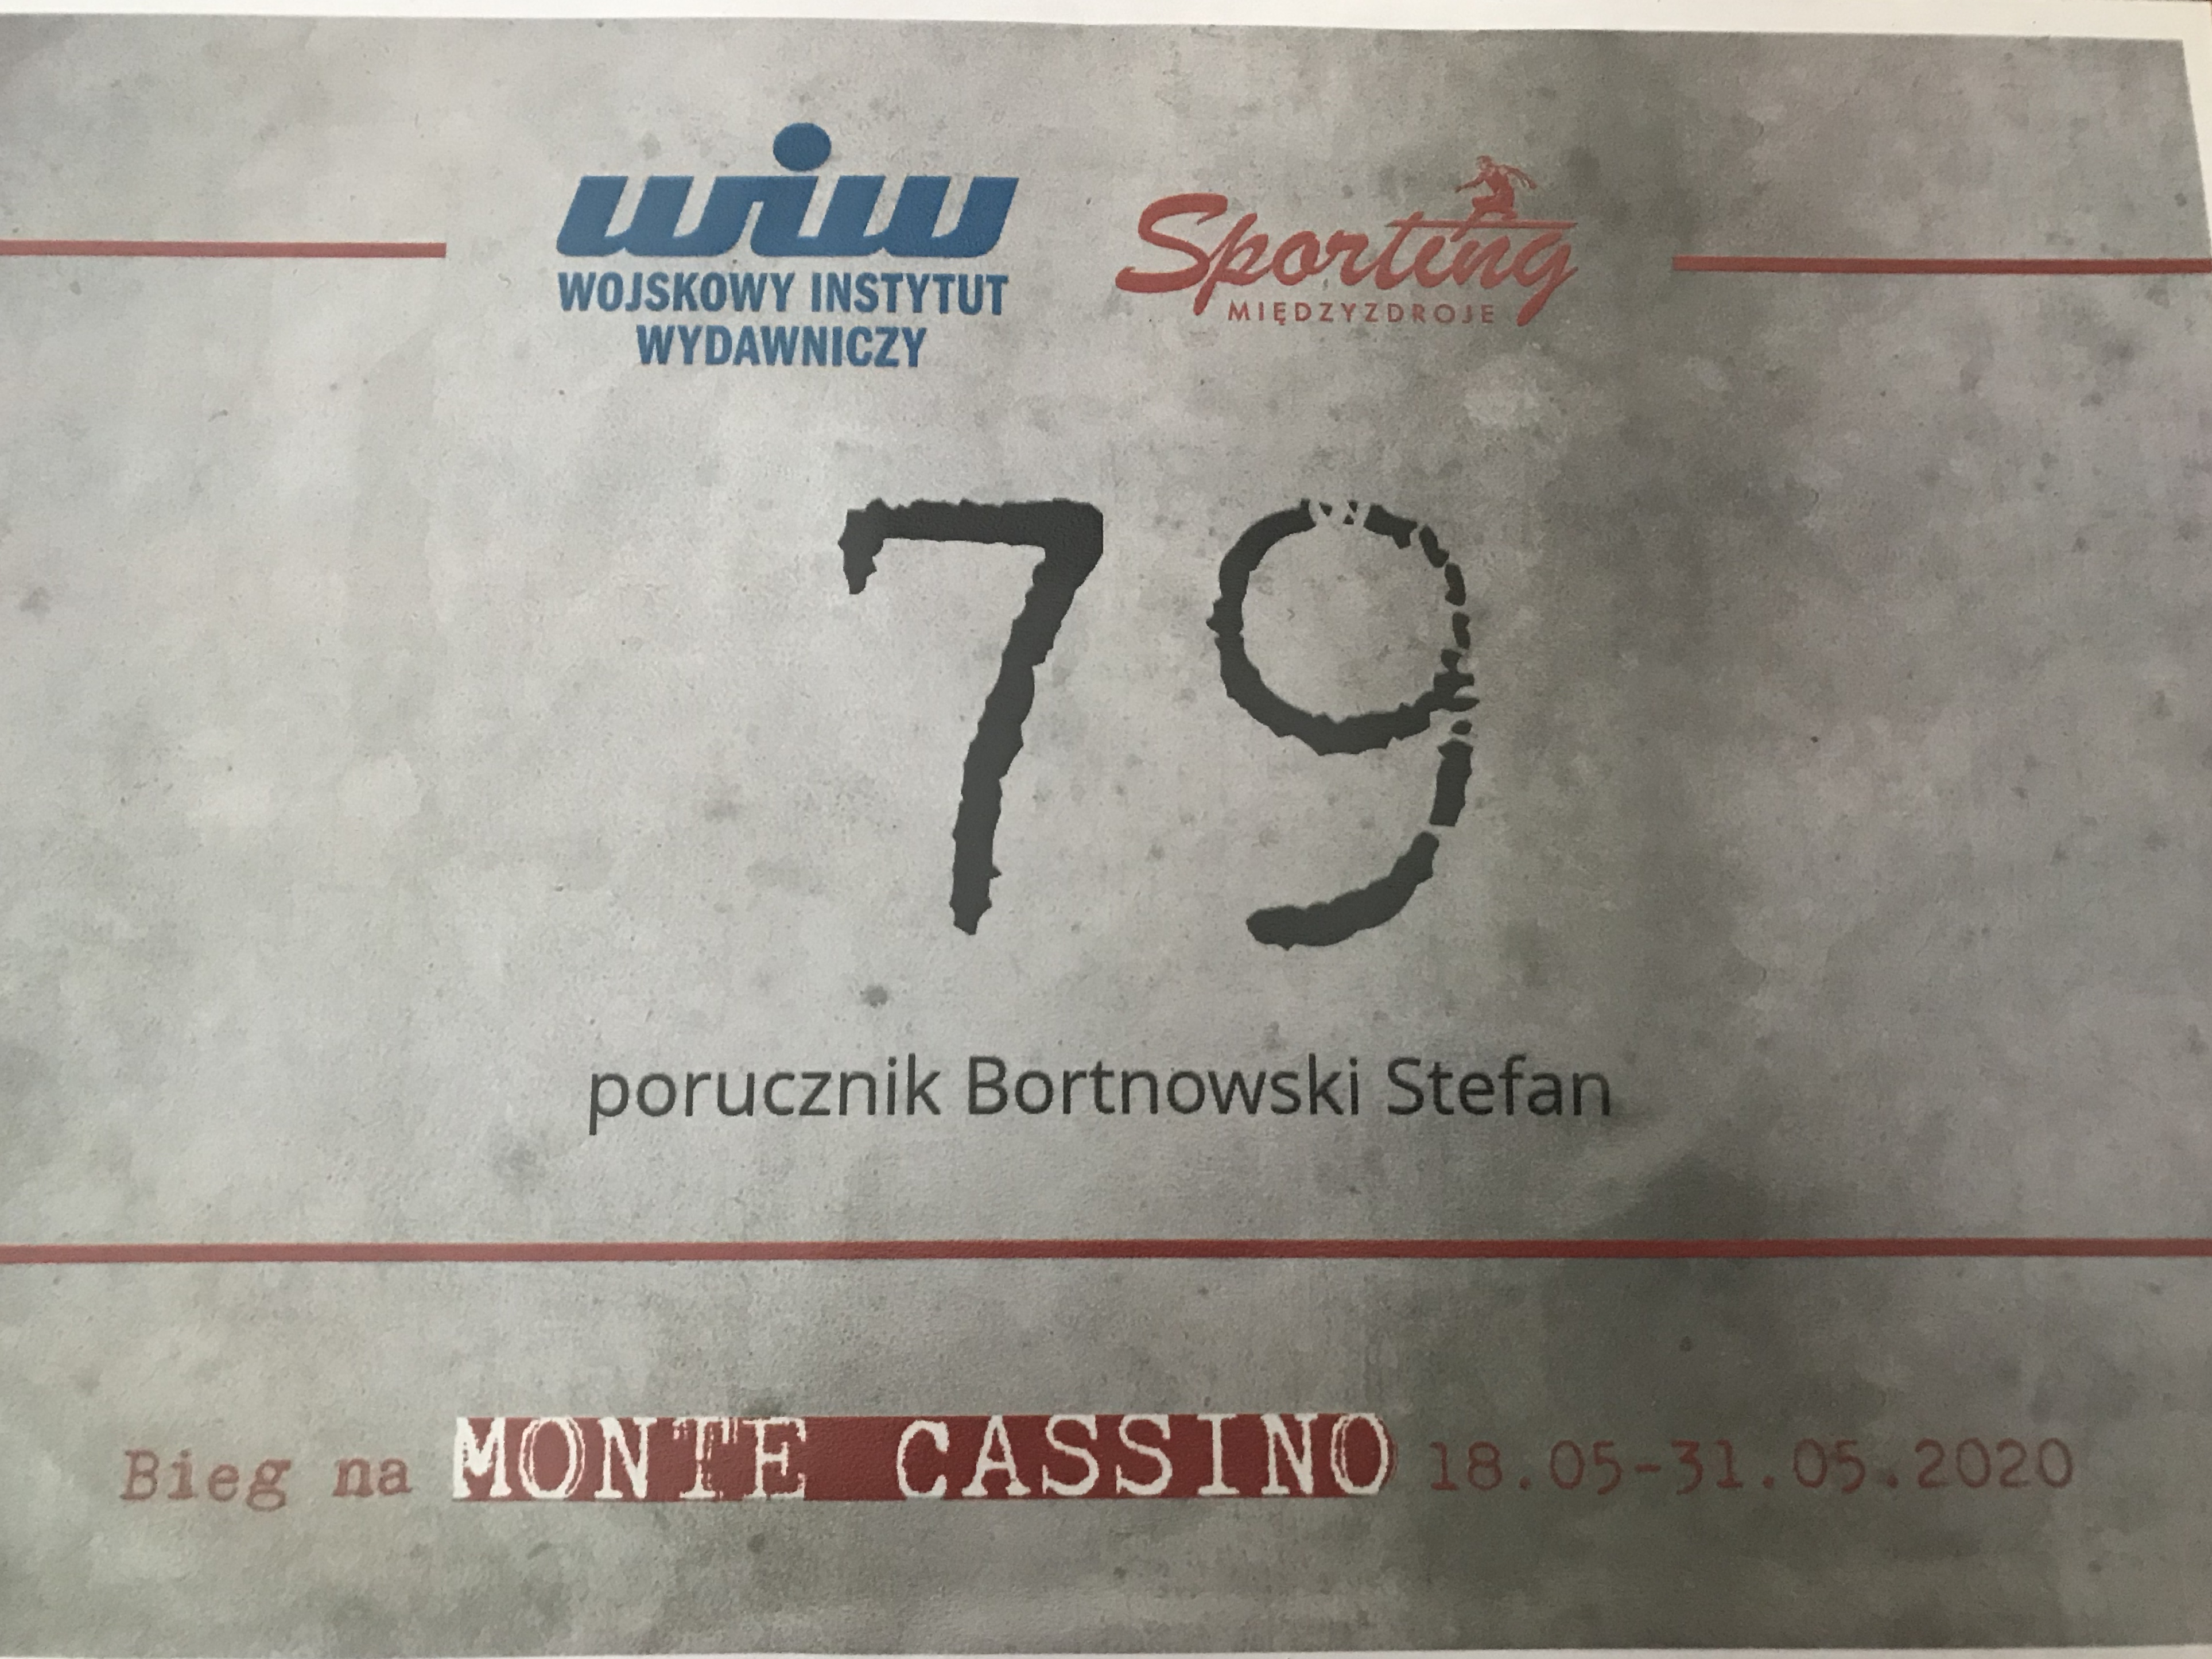 wiw
WOJSKOWY INSTYTUT
WYDAWNICZY
Sporting
MIĘDZYZDROJE
79
porucznik Bortnowski Stefan
Bieg na MONTE CASSINO 18.05-31.05.2020